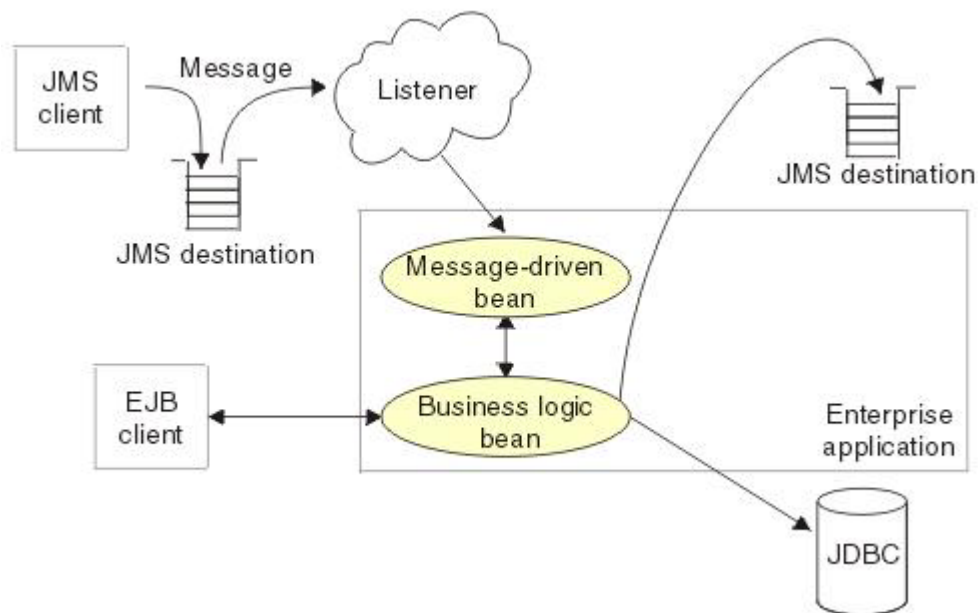 JMS
client
Message
Listener
JMS destination
JMS destination
Message-driven
bean
EJB
client
Business logic
bean
Enterprise
application
JDBC